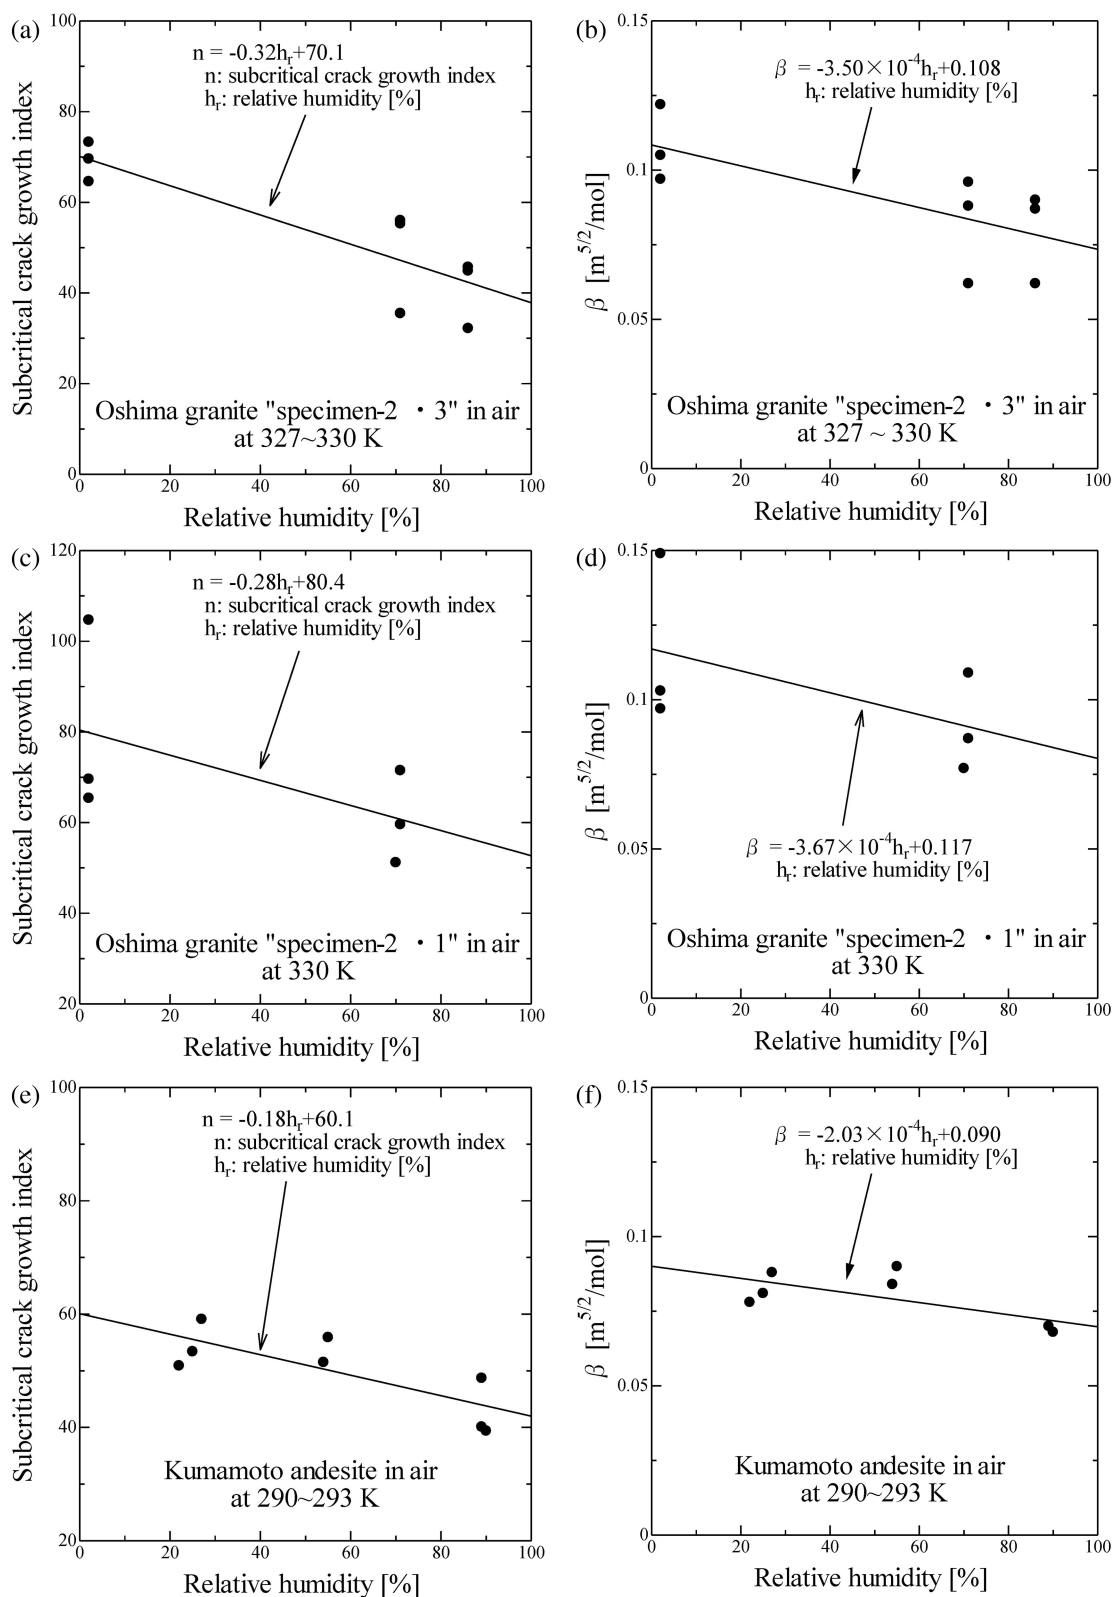 (a)
100
80
60
40
20
0
Subcritical crack growth index
n = -0.32hr+70.1
n: subcritical crack growth index
hr: relative humidity [%]
Oshima granite "specimen-2 ・3" in air
at 327~330 K
0 20 40 60 80 100
Relative humidity [%]
(b)
0.15
0.1
0.05
0
β [m5/2/mol]
β = -3.50×10-4hr+0.108
hr: relative humidity [%]
Oshima granite "specimen-2 ・3" in air
at 327 ~ 330 K
0 20 40 60 80 100
Relative humidity [%]
(c)
120
100
80
60
40
20
Subcritical crack growth index
n = -0.28hr+80.4
n: subcritical crack growth index
hr: relative humidity [%]
Oshima granite "specimen-2 ・1" in air
at 330 K
0 20 40 60 80 100
Relative humidity [%]
(d)
0.15
0.1
0.05
0
β [m5/2/mol]
β = -3.67×10-4hr+0.117
hr: relative humidity [%]
Oshima granite "specimen-2 ・1" in air
at 330 K
0 20 40 60 80 100
Relative humidity [%]
(e)
100
80
60
40
20
Subcritical crack growth index
n = -0.18hr+60.1
n: subcritical crack growth index
hr: relative humidity [%]
Kumamoto andesite in air
at 290~293 K
0 20 40 60 80 100
Relative humidity [%]
(f)
0.15
0.1
0.05
0
β [m5/2/mol]
β = -2.03×10-4hr+0.090
hr: relative humidity [%]
Kumamoto andesite in air
at 290~293 K
0 20 40 60 80 100
Relative humidity [%]